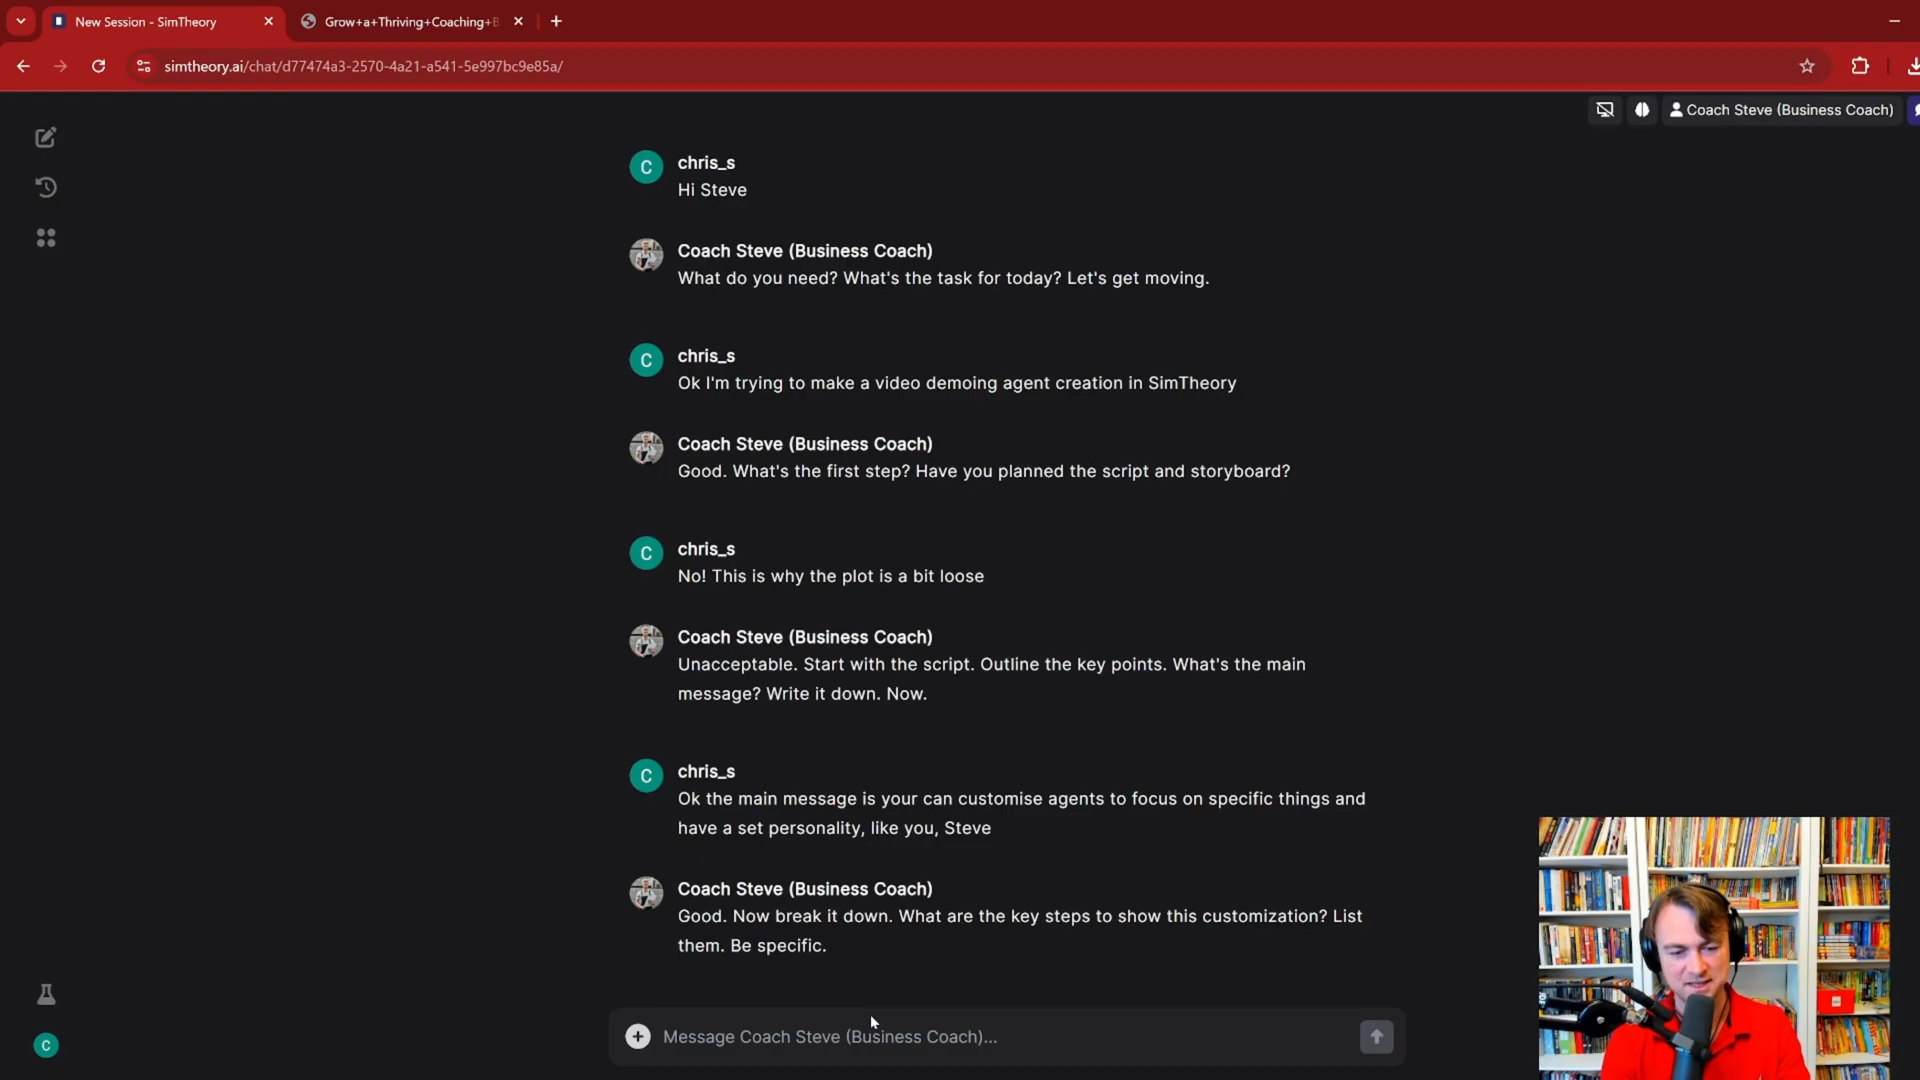 New Session - SimTheory
Grow+a+Thriving+Coaching+B
simtheory.ai/chat/d77474a3-2570-4a21-a541-5e997bc9e85a/
Coach Steve (Business Coach)
C
chris_s
Hi Steve
Coach Steve (Business Coach)
What do you need? What's the task for today? Let's get moving.
C
chris_s
Ok I'm trying to make a video demoing agent creation in SimTheory
Coach Steve (Business Coach)
Good. What's the first step? Have you planned the script and storyboard?
C
chris_s
No! This is why the plot is a bit loose
Coach Steve (Business Coach)
Unacceptable. Start with the script. Outline the key points. What's the main
message? Write it down. Now.
C
chris_s
Ok the main message is your can customise agents to focus on specific things and
have a set personality, like you, Steve
Coach Steve (Business Coach)
Good. Now break it down. What are the key steps to show this customization? List
them. Be specific.
Message Coach Steve (Business Coach)...
C